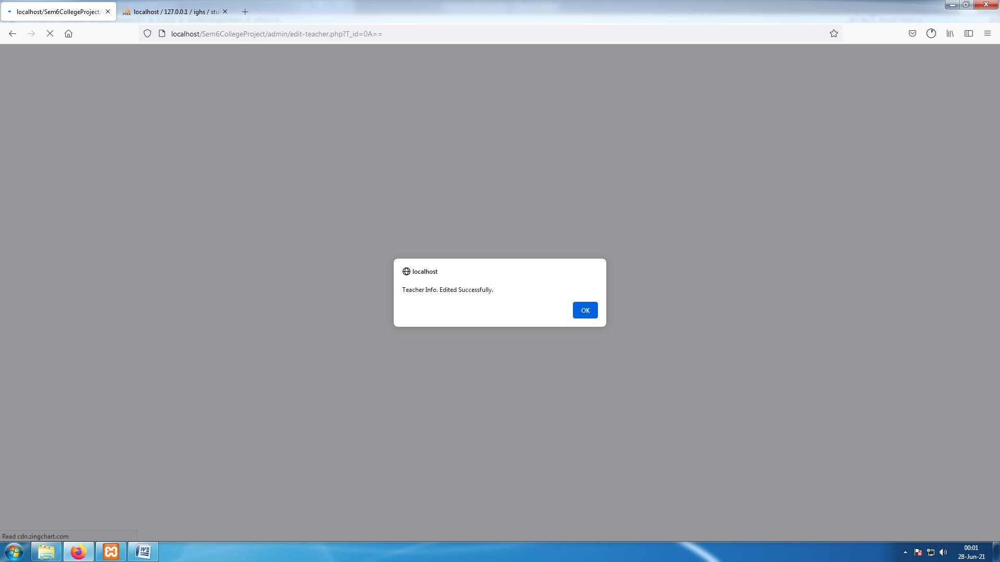 localhost/Sem6CollegeProject/
localhost / 127.0.0.1 / ighs / stu
localhost/Sem6CollegeProject/admin/edit-teacher.php?T_id=0A==
localhost
Teacher Info. Edited Successfully.
OK
Read cdn.zingchart.com
00:01
28-Jun-21